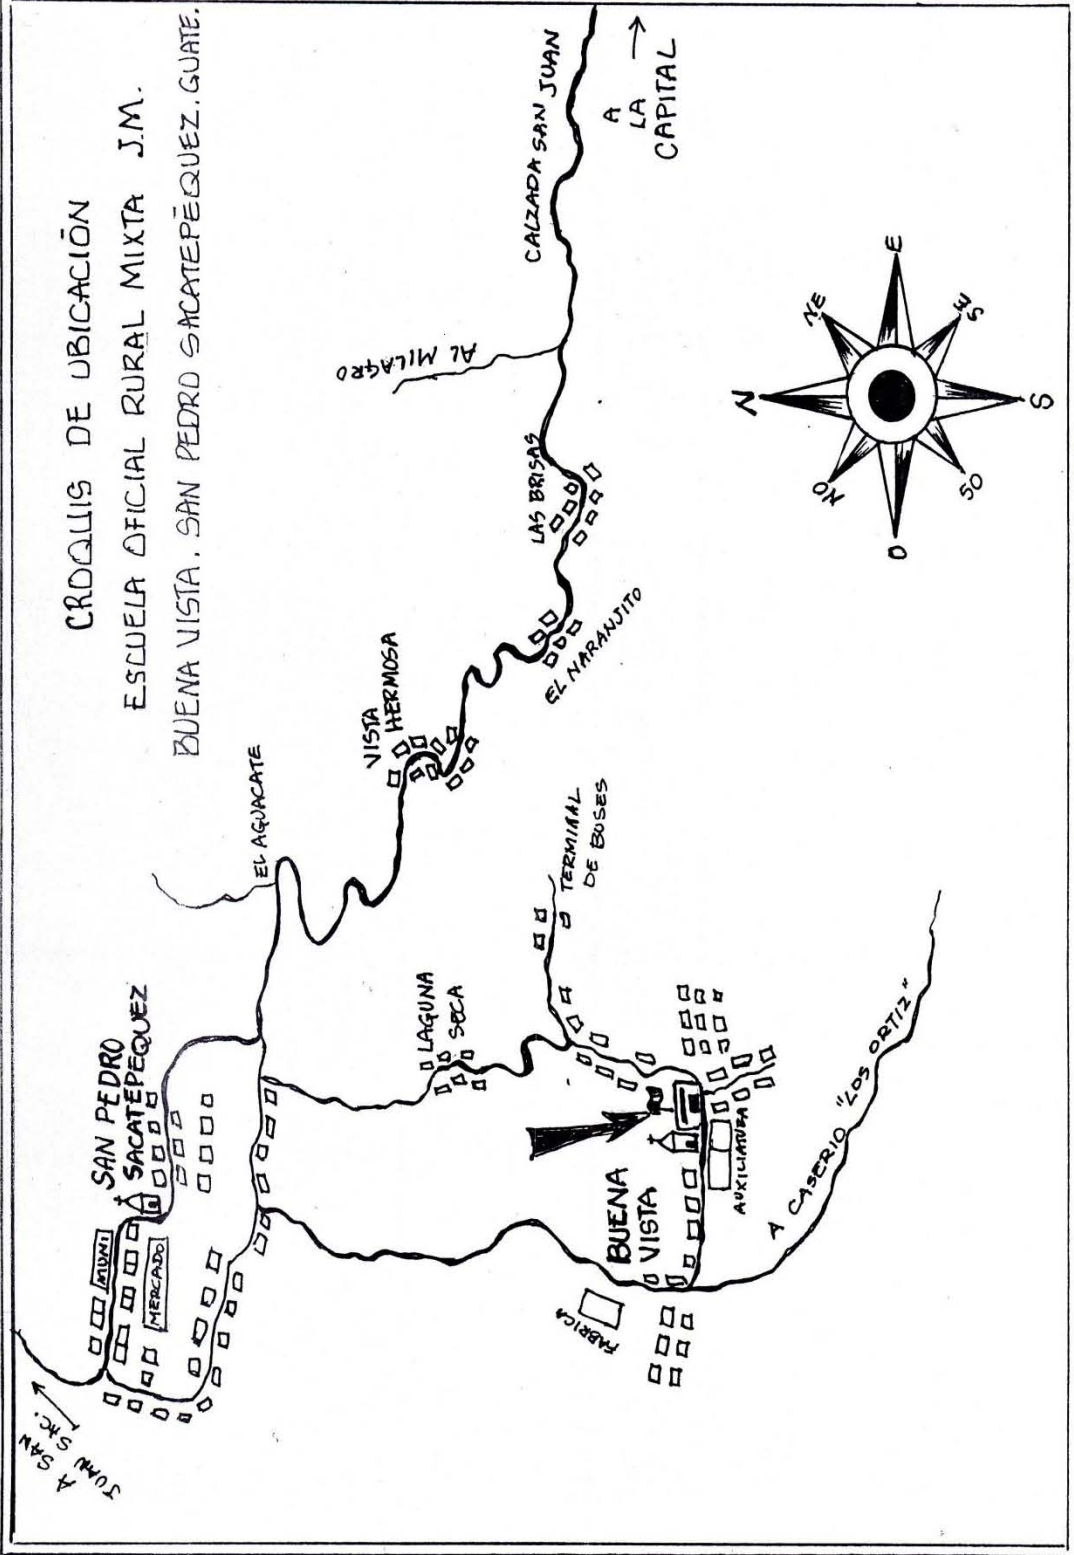 CROQUIS DE UBICACIÓN
ESCUELA OFICIAL RURAL MIXTA J.M.
BUENA VISTA. SAN PEDRO SACATEPÉQUEZ. GUATE.
A SAN
JUAN SAC.
MUNI
MERCADO
SAN PEDRO
SACATEPEQUEZ
EL AGUACATE
VISTA
HERMOSA
AL MILAGRO
LAS BRISAS
EL NARANJITO
CALZADA SAN JUAN
A
LA
CAPITAL
LAGUNA
SECA
TERMINAL
DE BUSES
FABRICA
BUENA
VISTA
AUXILIATURA
A CASERIO "LOS ORTIZ"
N
NE
E
SE
S
SO
O
NO